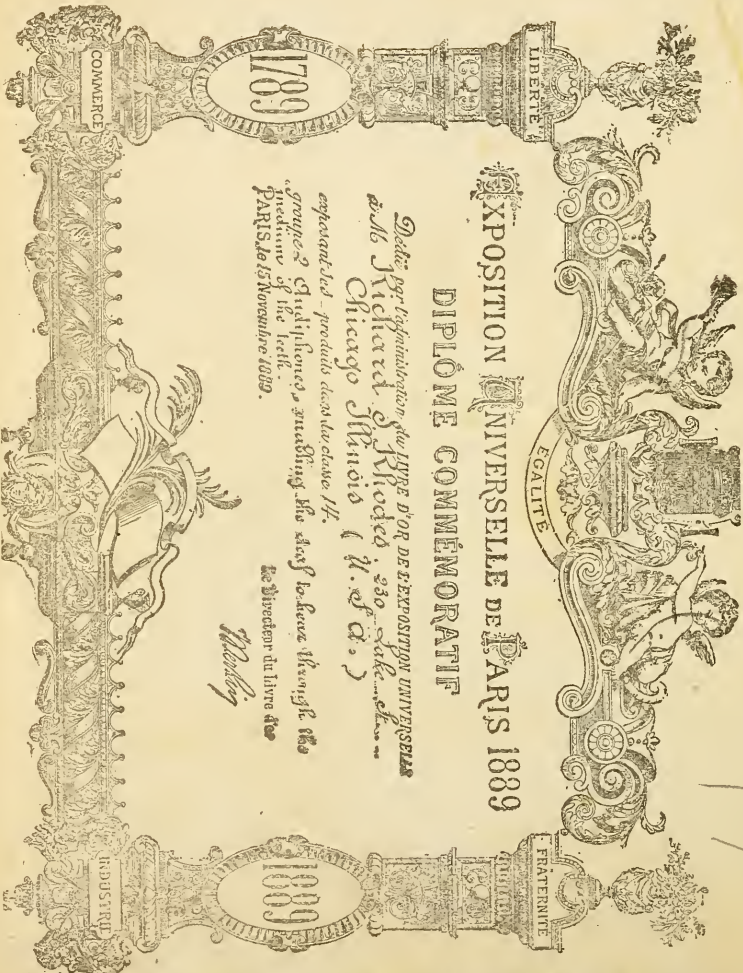 ÉGALITÉ
LIBERTÉ
FRATERNITÉ
1789
1889
COMMERCE
INDUSTRIE
EXPOSITION UNIVERSELLE DE PARIS 1889
DIPLÔME COMMÉMORATIF
Dédié par l'administration du LIVRE D'OR DE L'EXPOSITION UNIVERSELLE
à M Richard S Rhodes, 230 Lake
Chicago Illinois (U. S a.)
exposant ses produits dans la classe 14.
groupe 2 Audiphones, enabling the deaf to hear through the
medium of the teeth
PARIS, le 15 Novembre 1889.
Le Directeur du Livre d'or